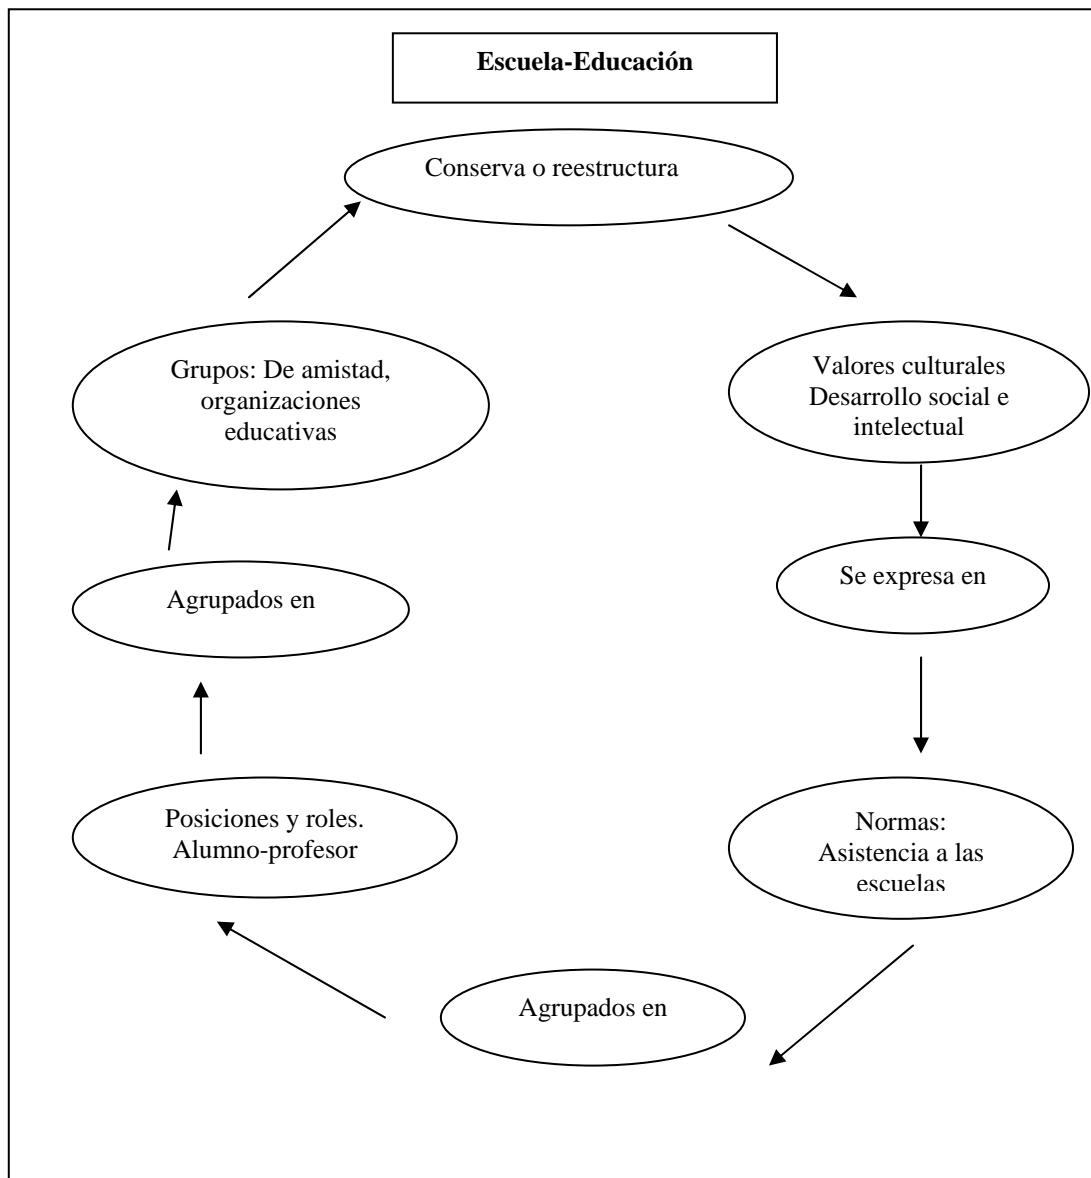 Escuela-Educación
Conserva o reestructura
Valores culturales
Desarrollo social e
intelectual
Se expresa en
Normas:
Asistencia a las
escuelas
Agrupados en
Posiciones y roles.
Alumno-profesor
Agrupados en
Grupos: De amistad,
organizaciones
educativas